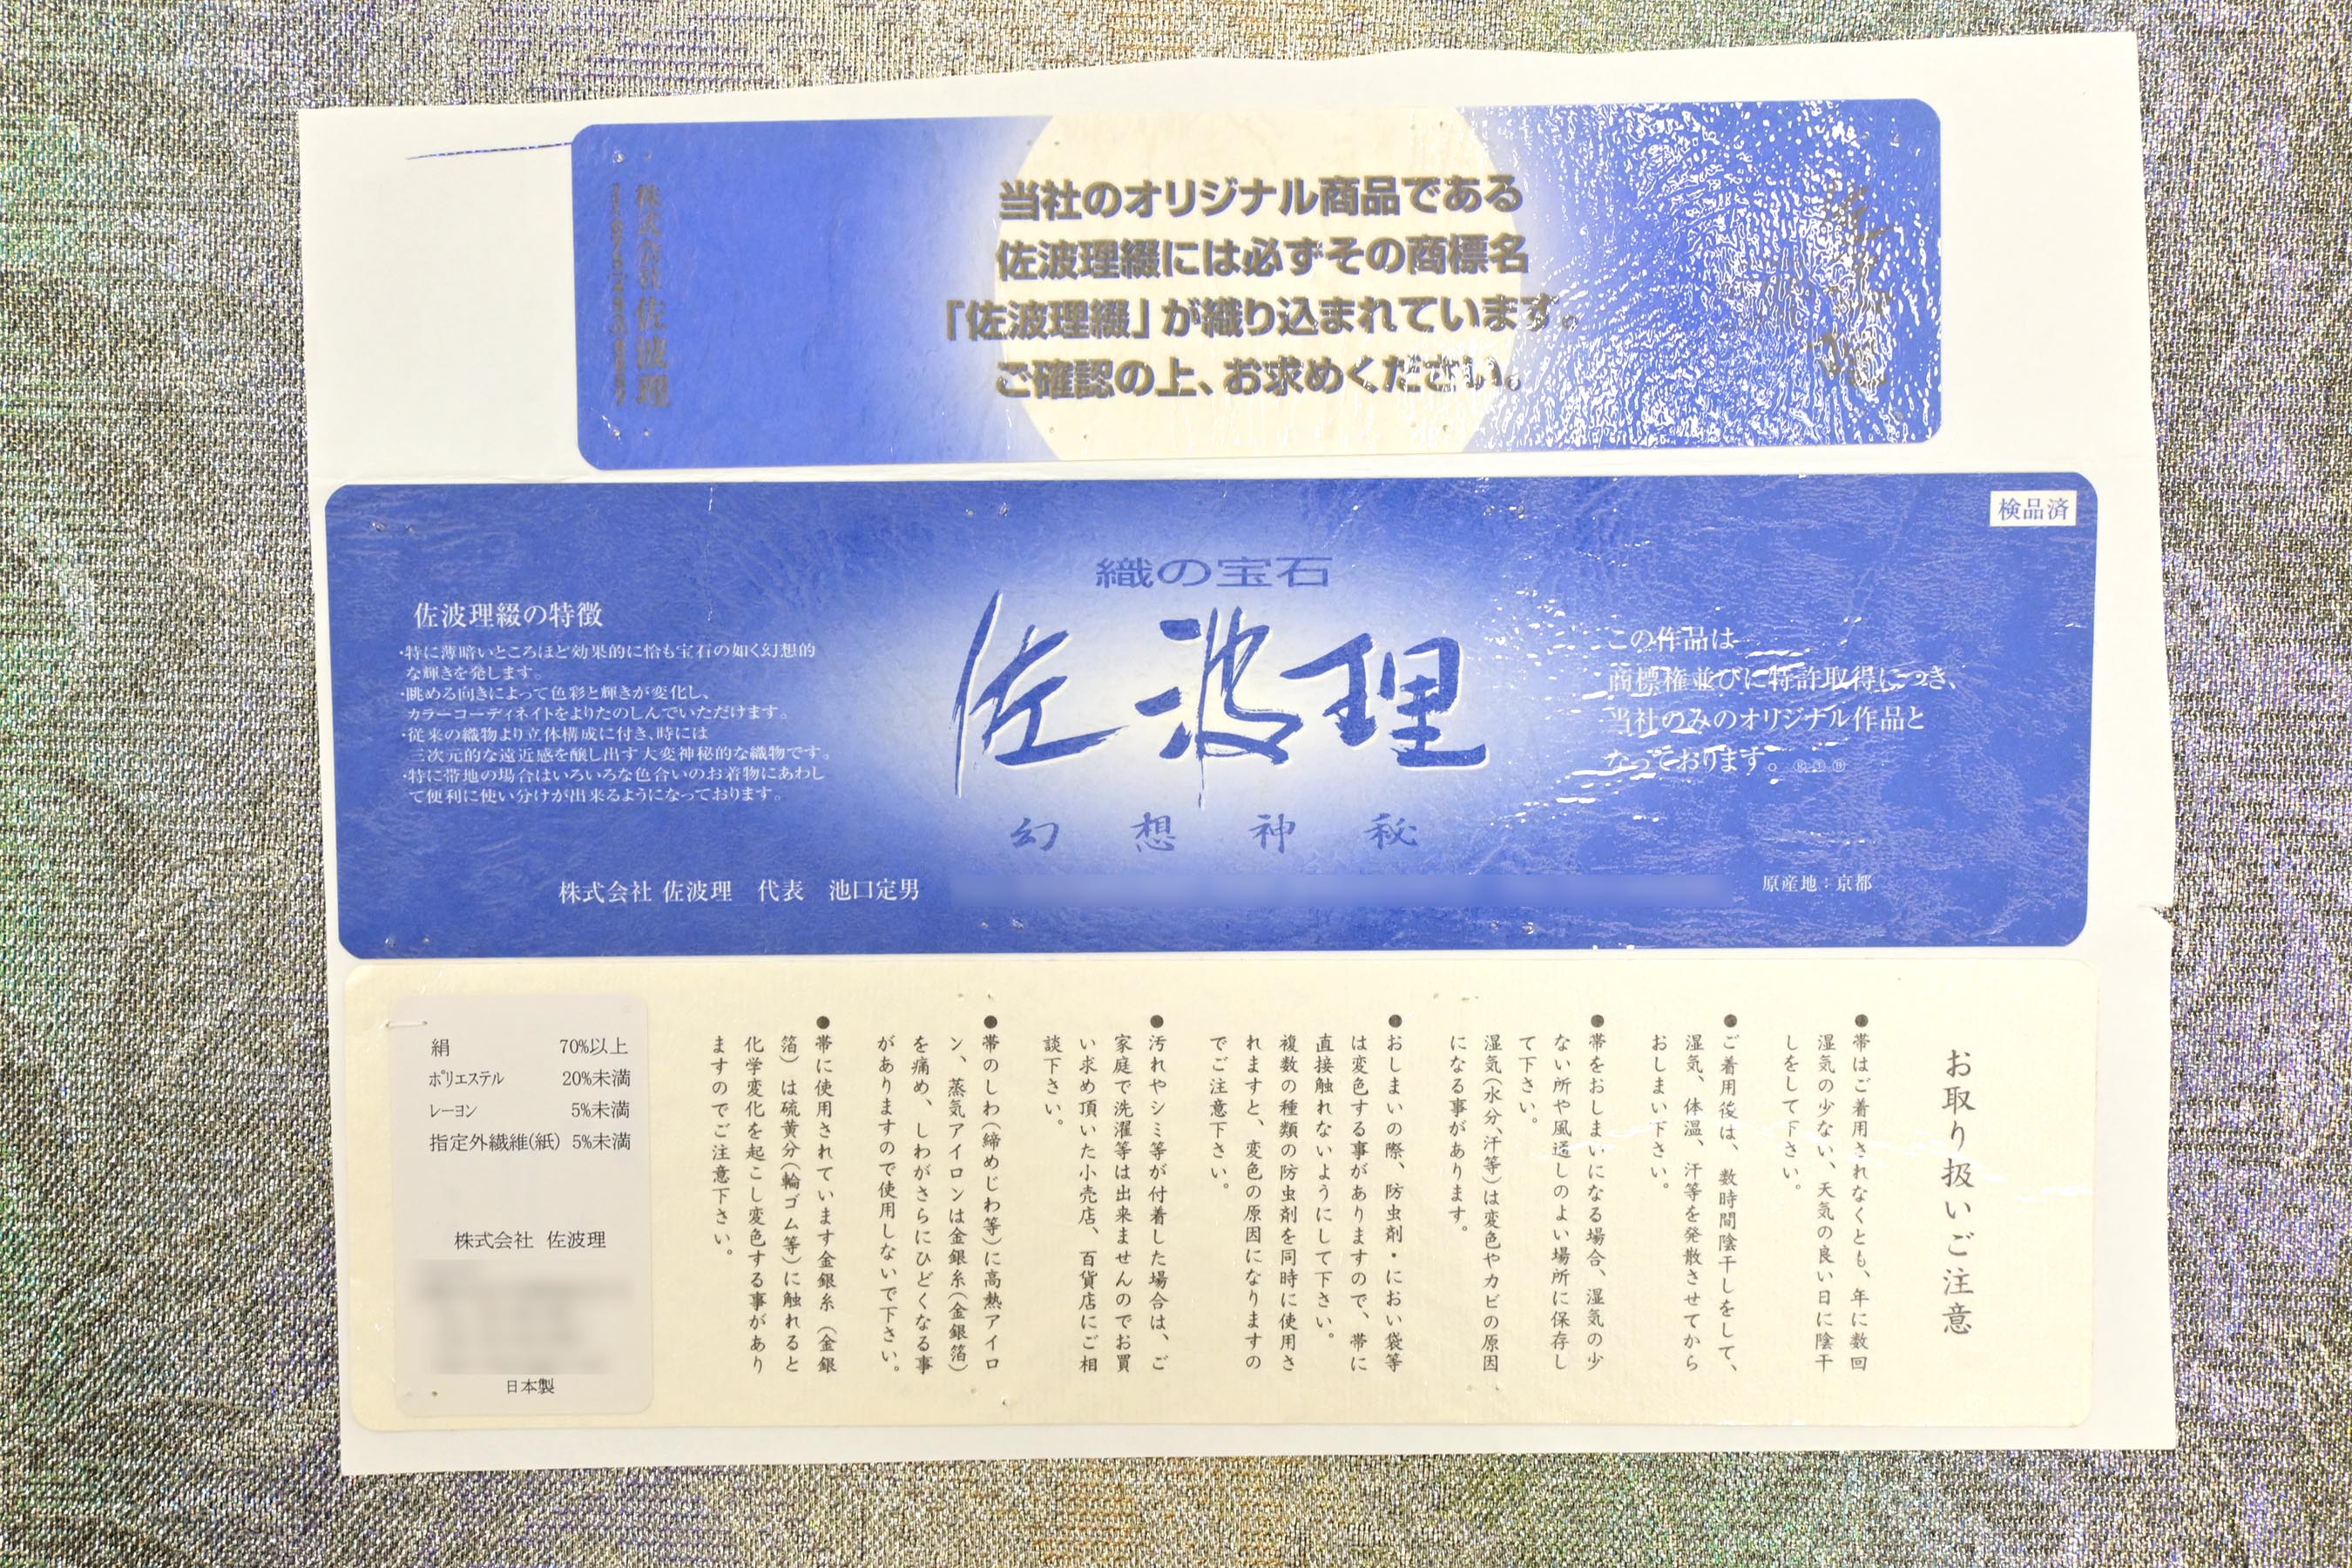 当社のオリジナル商品である
佐波理綴には必ずその商標名
「佐波理綴」が織り込まれています。
ご確認の上、お求めください。
株式会社 佐波理
検品済
織の宝石
佐波理
幻想神秘
佐波理綴の特徴
・特に薄暗いところほど効果的に恰も宝石の如く幻想的
な輝きを発します。
・眺める向きによって色彩と輝きが変化し、
カラーコーディネイトをよりたのしんでいただけます。
・従来の織物より立体構成に付き、時には
三次元的な遠近感を醸し出す大変神秘的な織物です。
・特に帯地の場合はいろいろな色合いのお着物にあわし
て便利に使い分けが出来るようになっております。
この作品は
商標権並びに特許取得につき、
当社のみのオリジナル作品と
なっております。
株式会社 佐波理 代表 池口定男
原産地：京都
お取り扱いご注意
●帯はご着用されなくとも、年に数回
湿気の少ない、天気の良い日に陰干
しをして下さい。
●ご着用後は、数時間陰干しをして、
湿気、体温、汗等を発散させてから
おしまい下さい。
●帯をおしまいになる場合、湿気の少
ない所や風通しのよい場所に保存し
て下さい。
湿気（水分、汗等）は変色やカビの原因
になる事があります。
●おしまいの際、防虫剤・におい袋等
は変色する事がありますので、帯に
直接触れないようにして下さい。
複数の種類の防虫剤を同時に使用さ
れますと、変色の原因になりますの
でご注意下さい。
●汚れやシミ等が付着した場合は、ご
家庭で洗濯等は出来ませんのでお買
い求め頂いた小売店、百貨店にご相
談下さい。
●帯のしわ（締めじわ等）に高熱アイロ
ン、蒸気アイロンは金銀糸（金銀箔）
を痛め、しわがさらにひどくなる事
がありますので使用しないで下さい。
●帯に使用されています金銀糸（金銀
箔）は硫黄分（輪ゴム等）に触れると
化学変化を起こし変色する事があり
ますのでご注意下さい。
絹 70%以上
ポリエステル 20%未満
レーヨン 5%未満
指定外繊維(紙) 5%未満
株式会社 佐波理
日本製